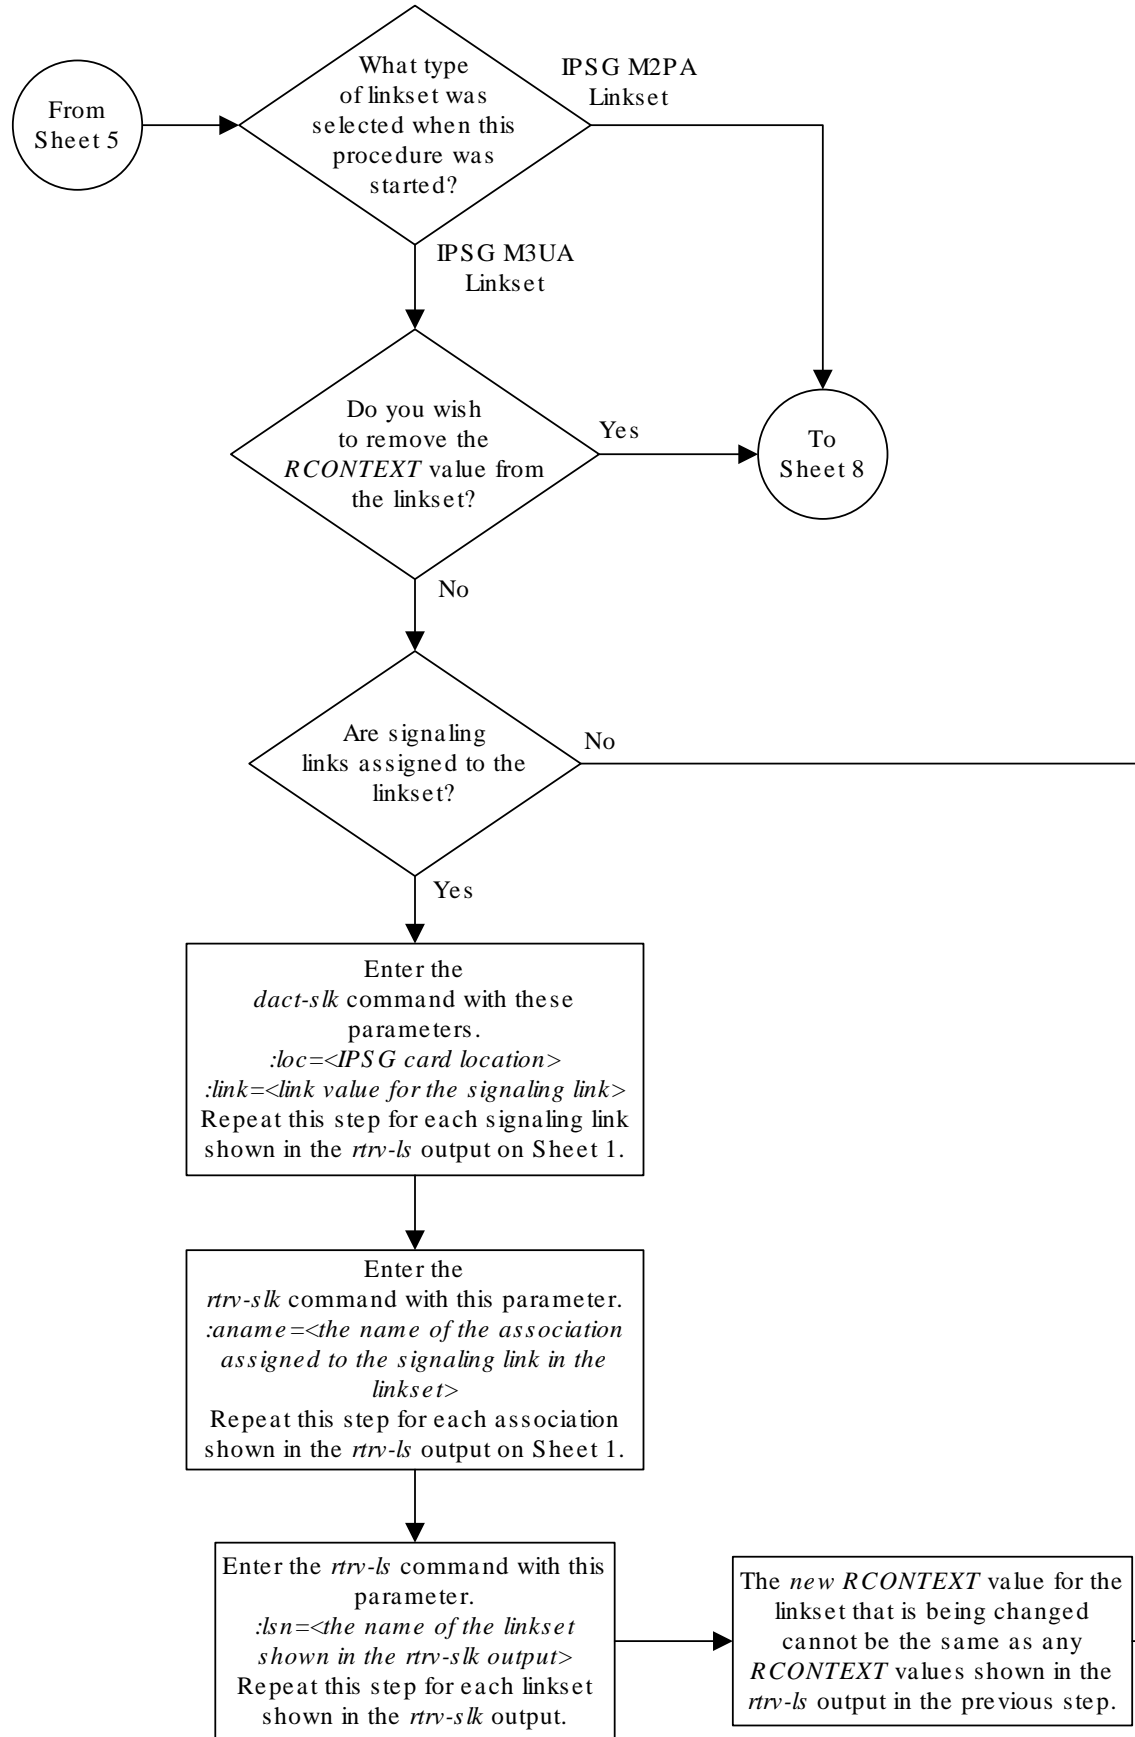 From
Sheet 5
What type
of linkset was
selected when this
procedure was
started?
IPSG M2PA
Linkset
IPSG M3UA
Linkset
Do you wish
to remove the
RCONTEXT value from
the linkset?
Yes
To
Sheet 8
No
Are signaling
links assigned to the
linkset?
No
Yes
Enter the
dact-slk command with these
parameters.
:loc=<IPSG card location>
:link=<link value for the signaling link>
Repeat this step for each signaling link
shown in the rtrv-ls output on Sheet 1.
Enter the
rtrv-slk command with this parameter.
:aname=<the name of the association
assigned to the signaling link in the
linkset>
Repeat this step for each association
shown in the rtrv-ls output on Sheet 1.
Enter the rtrv-ls command with this
parameter.
:lsn=<the name of the linkset
shown in the rtrv-slk output>
Repeat this step for each linkset
shown in the rtrv-slk output.
The new RCONTEXT value for the
linkset that is being changed
cannot be the same as any
RCONTEXT values shown in the
rtrv-ls output in the previous step.